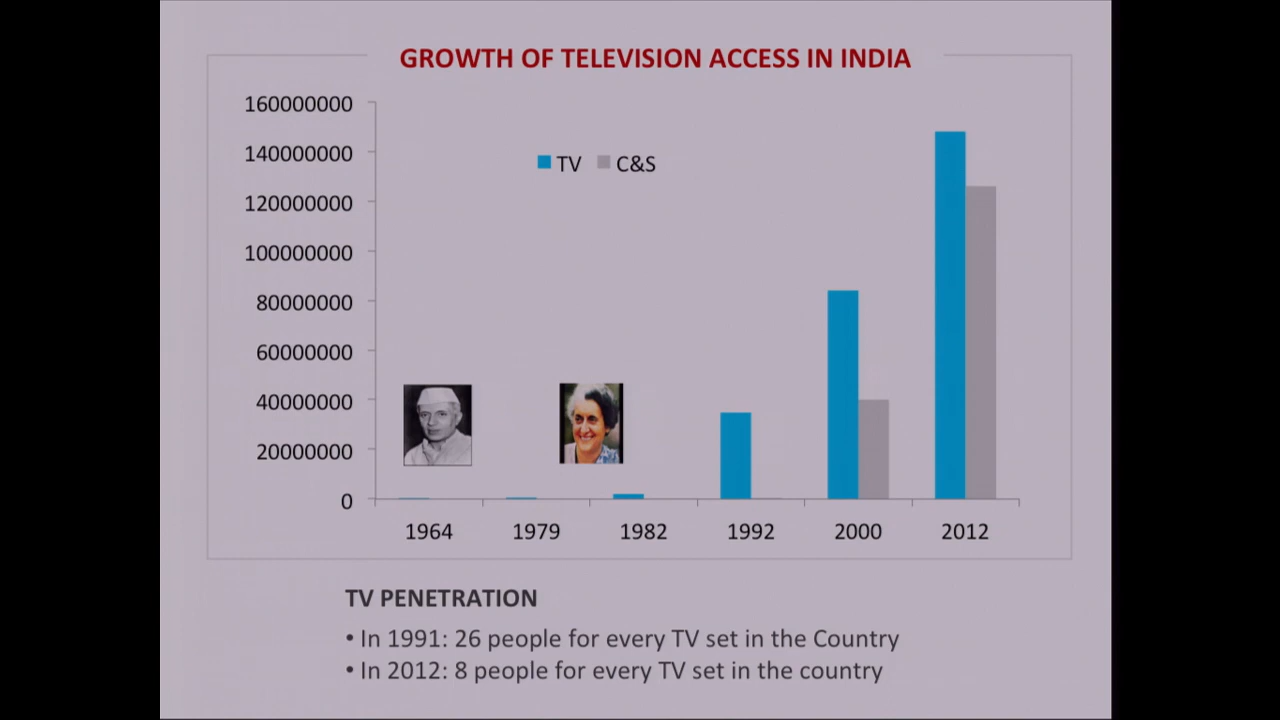 GROWTH OF TELEVISION ACCESS IN INDIA
160000000
140000000
120000000
100000000
80000000
60000000
40000000
20000000
0
TV C&S
1964 1979 1982 1992 2000 2012
TV PENETRATION
• In 1991: 26 people for every TV set in the Country
• In 2012: 8 people for every TV set in the country